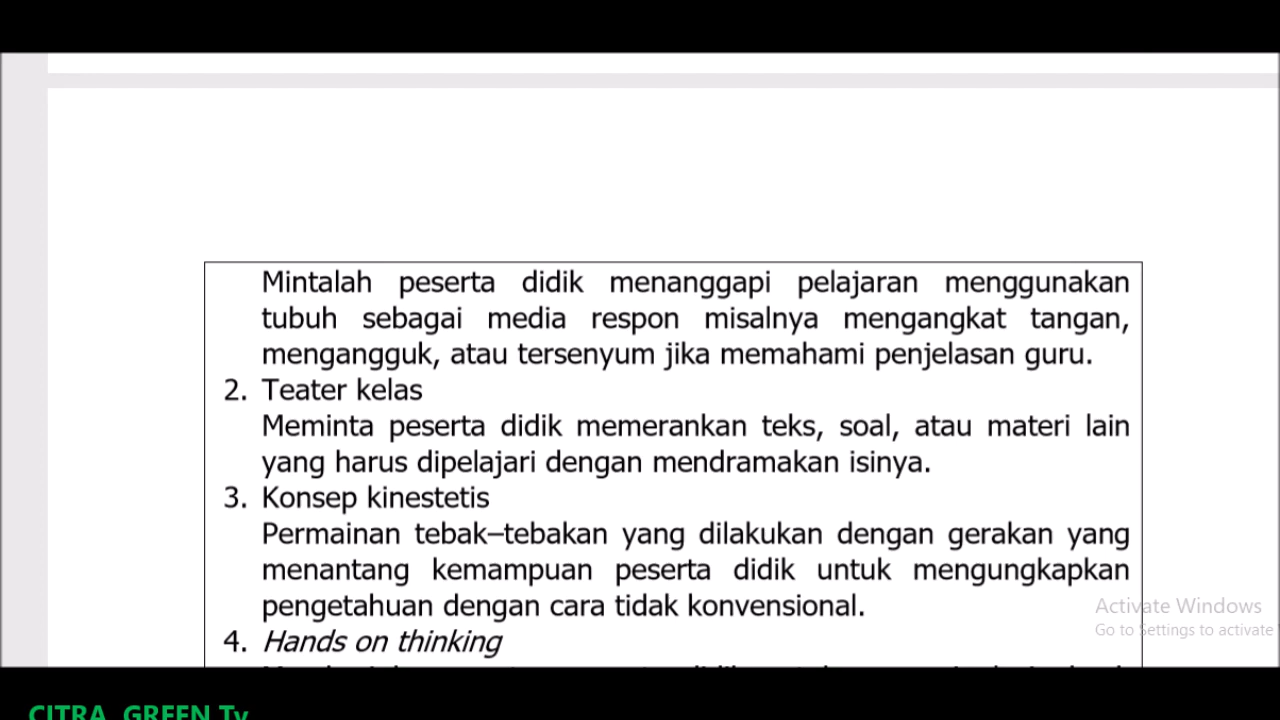 Mintalah peserta didik menanggapi pelajaran menggunakan
tubuh sebagai media respon misalnya mengangkat tangan,
mengangguk, atau tersenyum jika memahami penjelasan guru.
2. Teater kelas
Meminta peserta didik memerankan teks, soal, atau materi lain
yang harus dipelajari dengan mendramakan isinya.
3. Konsep kinestetis
Permainan tebak–tebakan yang dilakukan dengan gerakan yang
menantang kemampuan peserta didik untuk mengungkapkan
pengetahuan dengan cara tidak konvensional.
Activate Windows
Go to Settings to activate
4. Hands on thinking
CITRA GREEN Tv